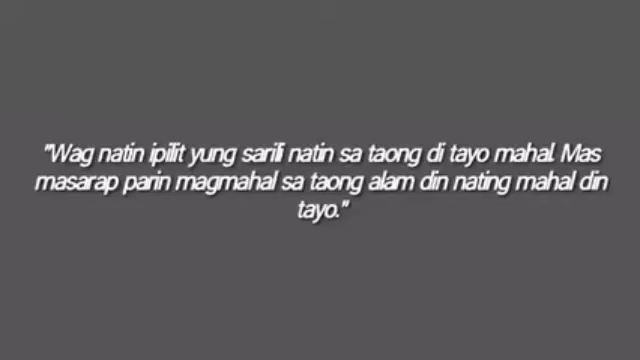 "Wag natin ipilit yung sarili natin sa taong di tayo mahal. Mas
masarap parin magmahal sa taong alam din nating mahal din
tayo."